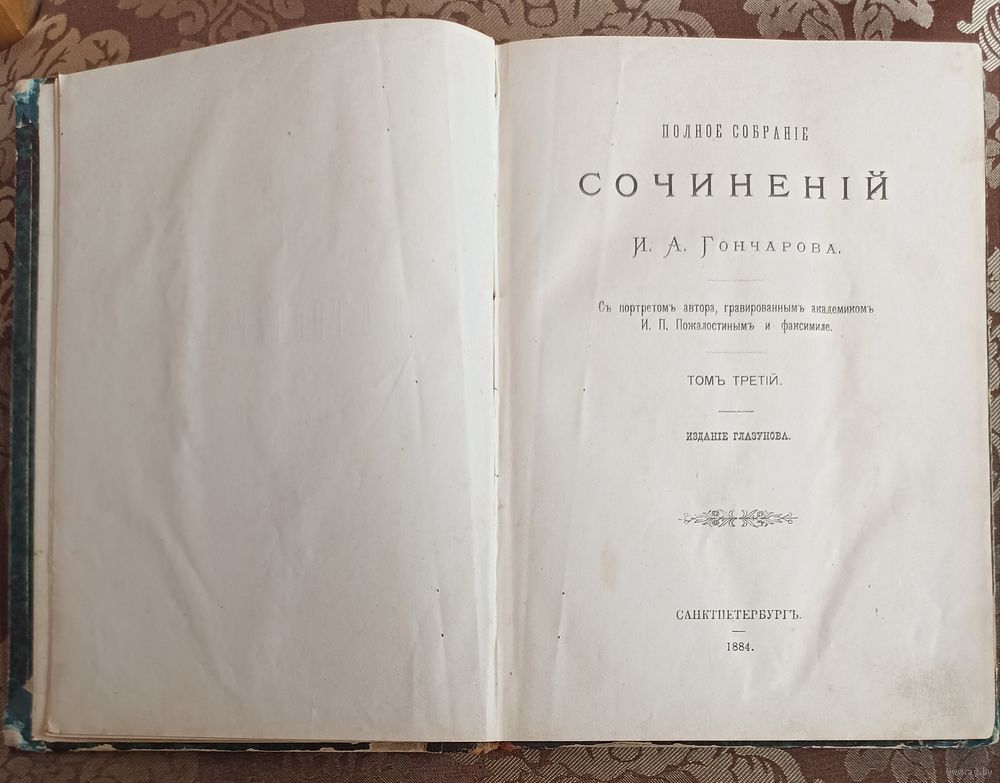 ПОЛНОЕ СОБРАНІЕ
СОЧИНЕНІЙ
И. А. ГОНЧАРОВА.
Съ портретомъ автора, гравированнымъ академикомъ
И. П. Пожалостинымъ и факсимиле.
ТОМЪ ТРЕТІЙ.
ИЗДАНІЕ ГЛАЗУНОВА.
САНКТПЕТЕРБУРГЪ.
1884.